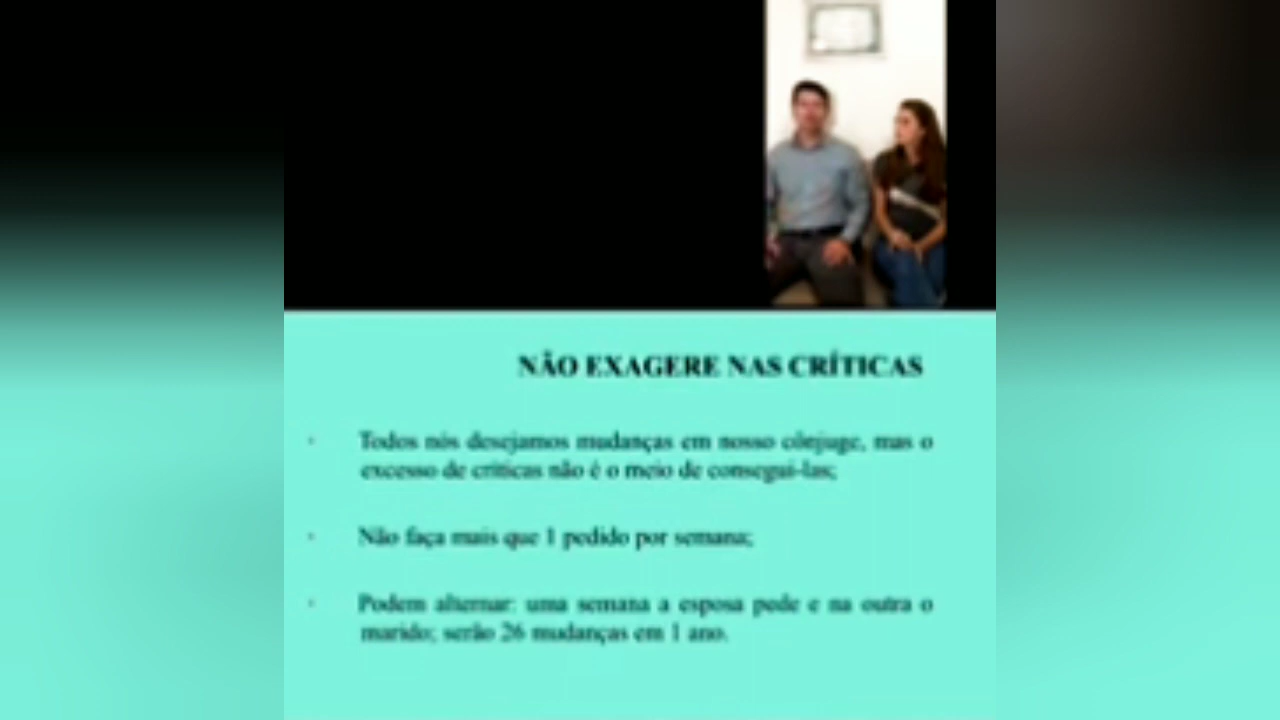 NÃO EXAGERE NAS CRÍTICAS
Todos nós desejamos mudanças em nosso cônjuge, mas o
excesso de críticas não é o meio de consegui-las;
Não faça mais que 1 pedido por semana;
Podem alternar: uma semana a esposa pede e na outra o
marido; serão 26 mudanças em 1 ano.